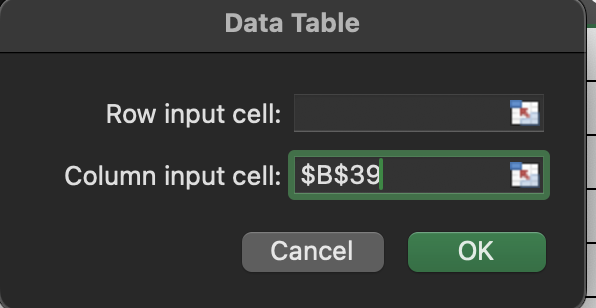 Data Table
Row input cell:
Column input cell: $B$39
Cancel OK